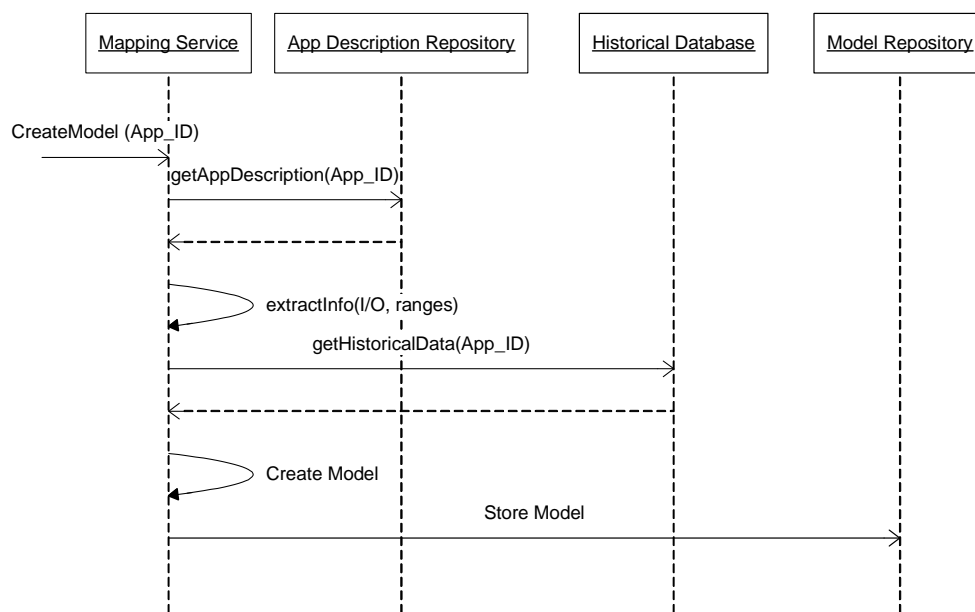 Mapping Service
App Description Repository
Historical Database
Model Repository
CreateModel (App_ID)
getAppDescription(App_ID)
extractInfo(I/O, ranges)
getHistoricalData(App_ID)
Create Model
Store Model